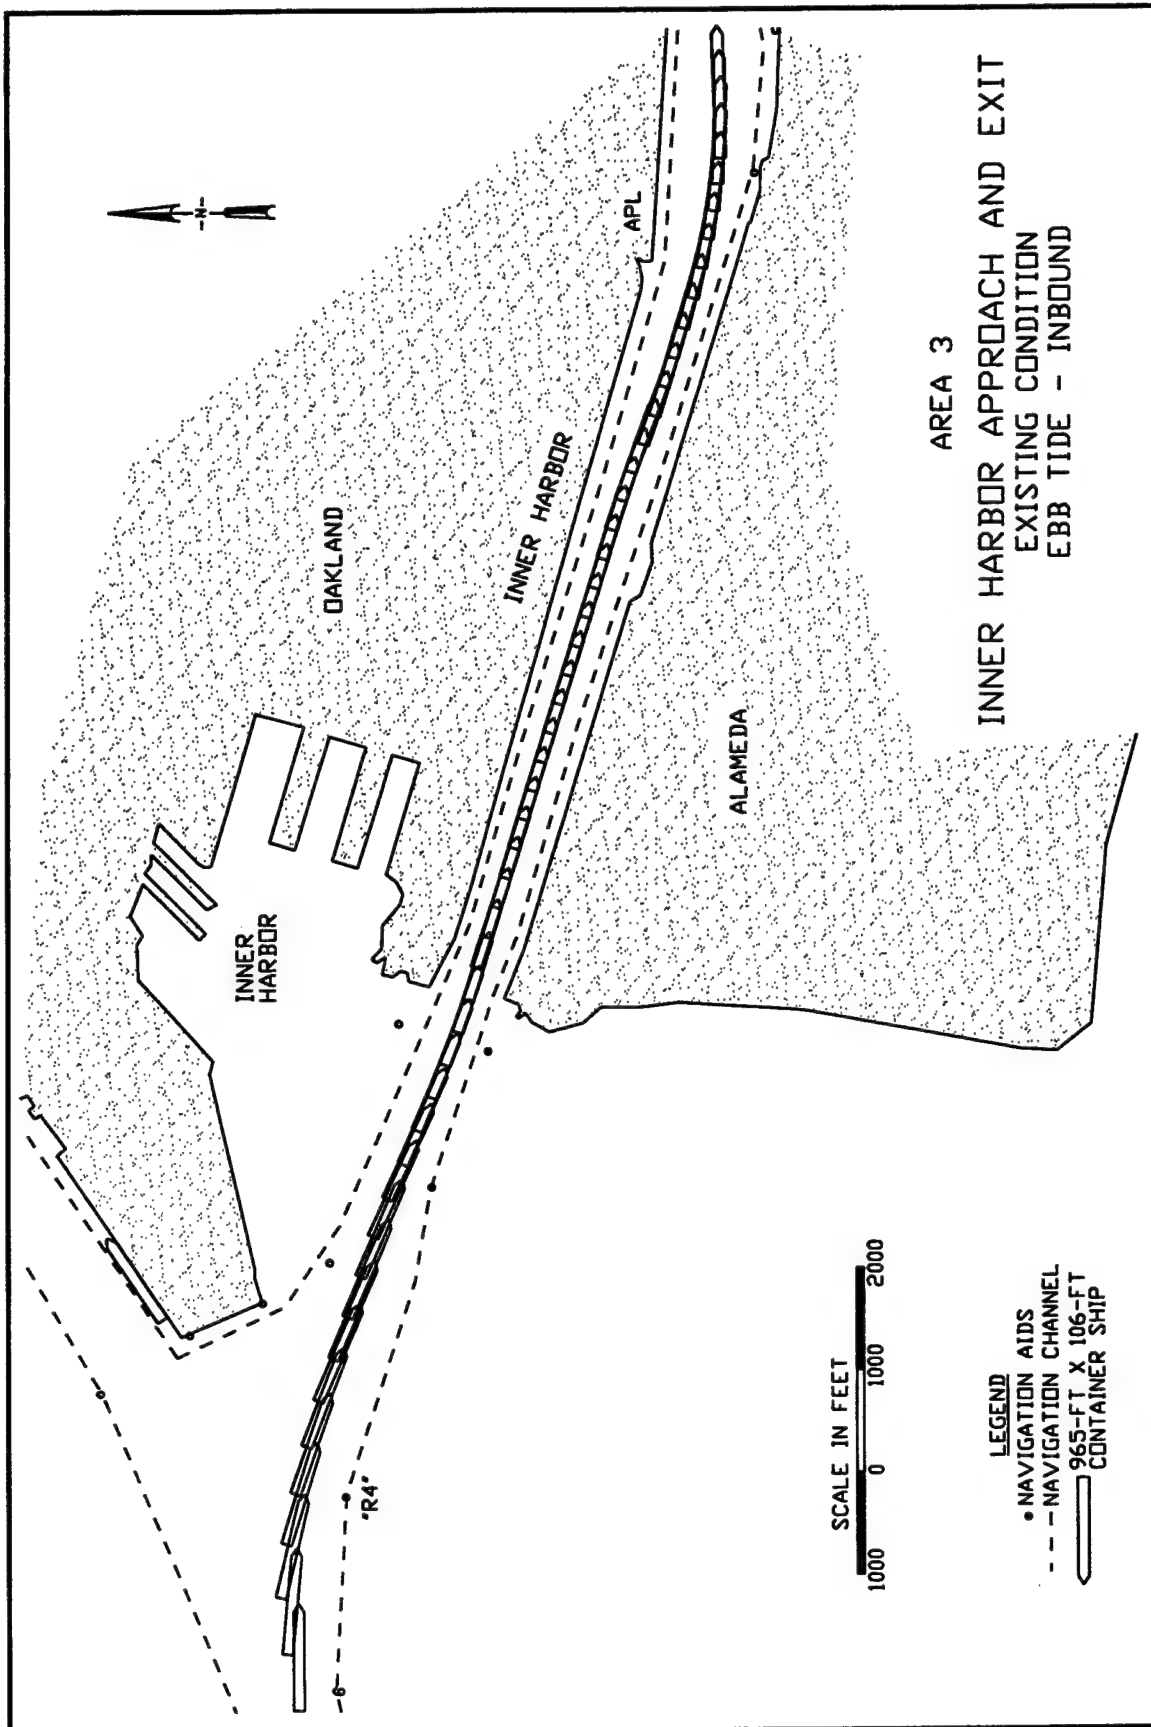 -N-
OAKLAND
INNER HARBOR
APL
INNER
HARBOR
ALAMEDA
"R4"
AREA 3
INNER HARBOR APPROACH AND EXIT
EXISTING CONDITION
EBB TIDE - INBOUND
SCALE IN FEET
1000 0 1000 2000
LEGEND
NAVIGATION AIDS
NAVIGATION CHANNEL
965-FT X 106-FT
CONTAINER SHIP